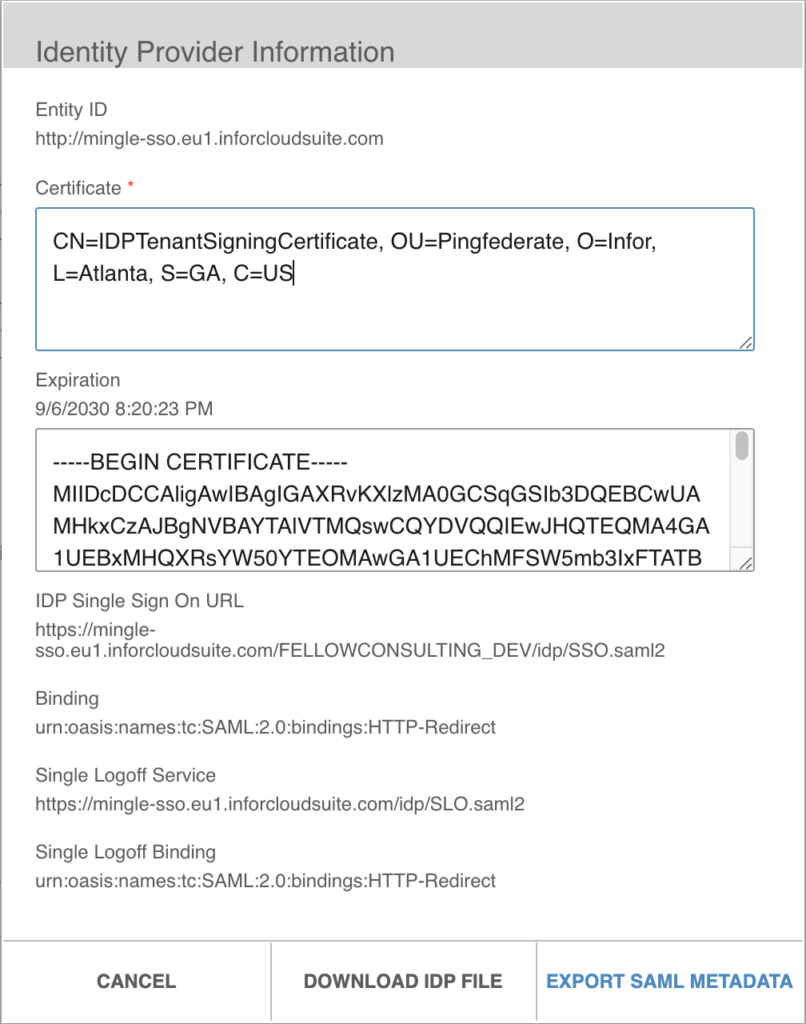 Identity Provider Information
Entity ID
http://mingle-sso.eu1.inforcloudsuite.com
Certificate *
CN=IDPTenantSigningCertificate, OU=Pingfederate, O=Infor,
L=Atlanta, S=GA, C=US
Expiration
9/6/2030 8:20:23 PM
-----BEGIN CERTIFICATE-----
MIIDcDCCAligAwIBAgIGAXRvKXlzMA0GCSqGSIb3DQEBCwUA
MHkxCzAJBgNVBAYTAlVTMQswCQYDVQQIEwJHQTEQMA4GA
1UEBxMHQXRsYW50YTEOMAwGA1UEChMFSW5mb3IxFTATB
IDP Single Sign On URL
https://mingle-
sso.eu1.inforcloudsuite.com/FELLOWCONSULTING_DEV/idp/SSO.saml2
Binding
urn:oasis:names:tc:SAML:2.0:bindings:HTTP-Redirect
Single Logoff Service
https://mingle-sso.eu1.inforcloudsuite.com/idp/SLO.saml2
Single Logoff Binding
urn:oasis:names:tc:SAML:2.0:bindings:HTTP-Redirect
CANCEL
DOWNLOAD IDP FILE
EXPORT SAML METADATA